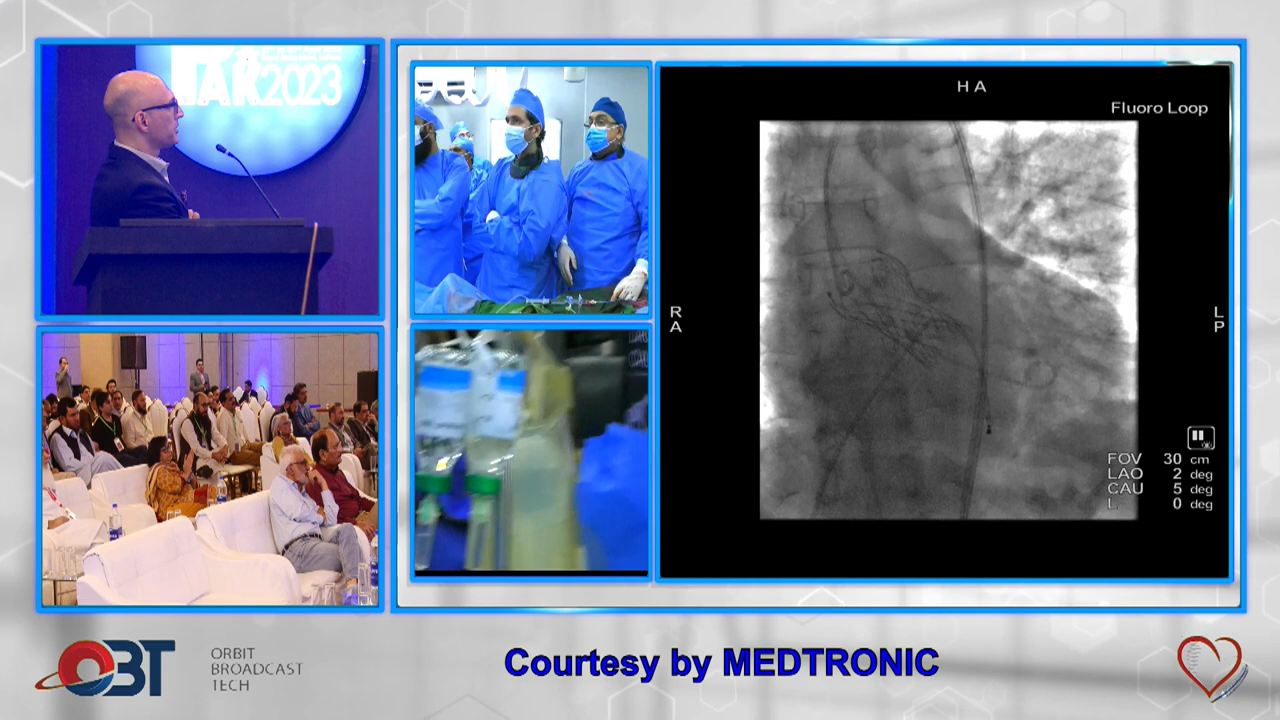 2023
H A
Fluoro Loop
R
A
L
P
FOV 30 cm
LAO 2 deg
CAU 5 deg
L 0 deg
OBT
ORBIT
BROADCAST
TECH
Courtesy by MEDTRONIC